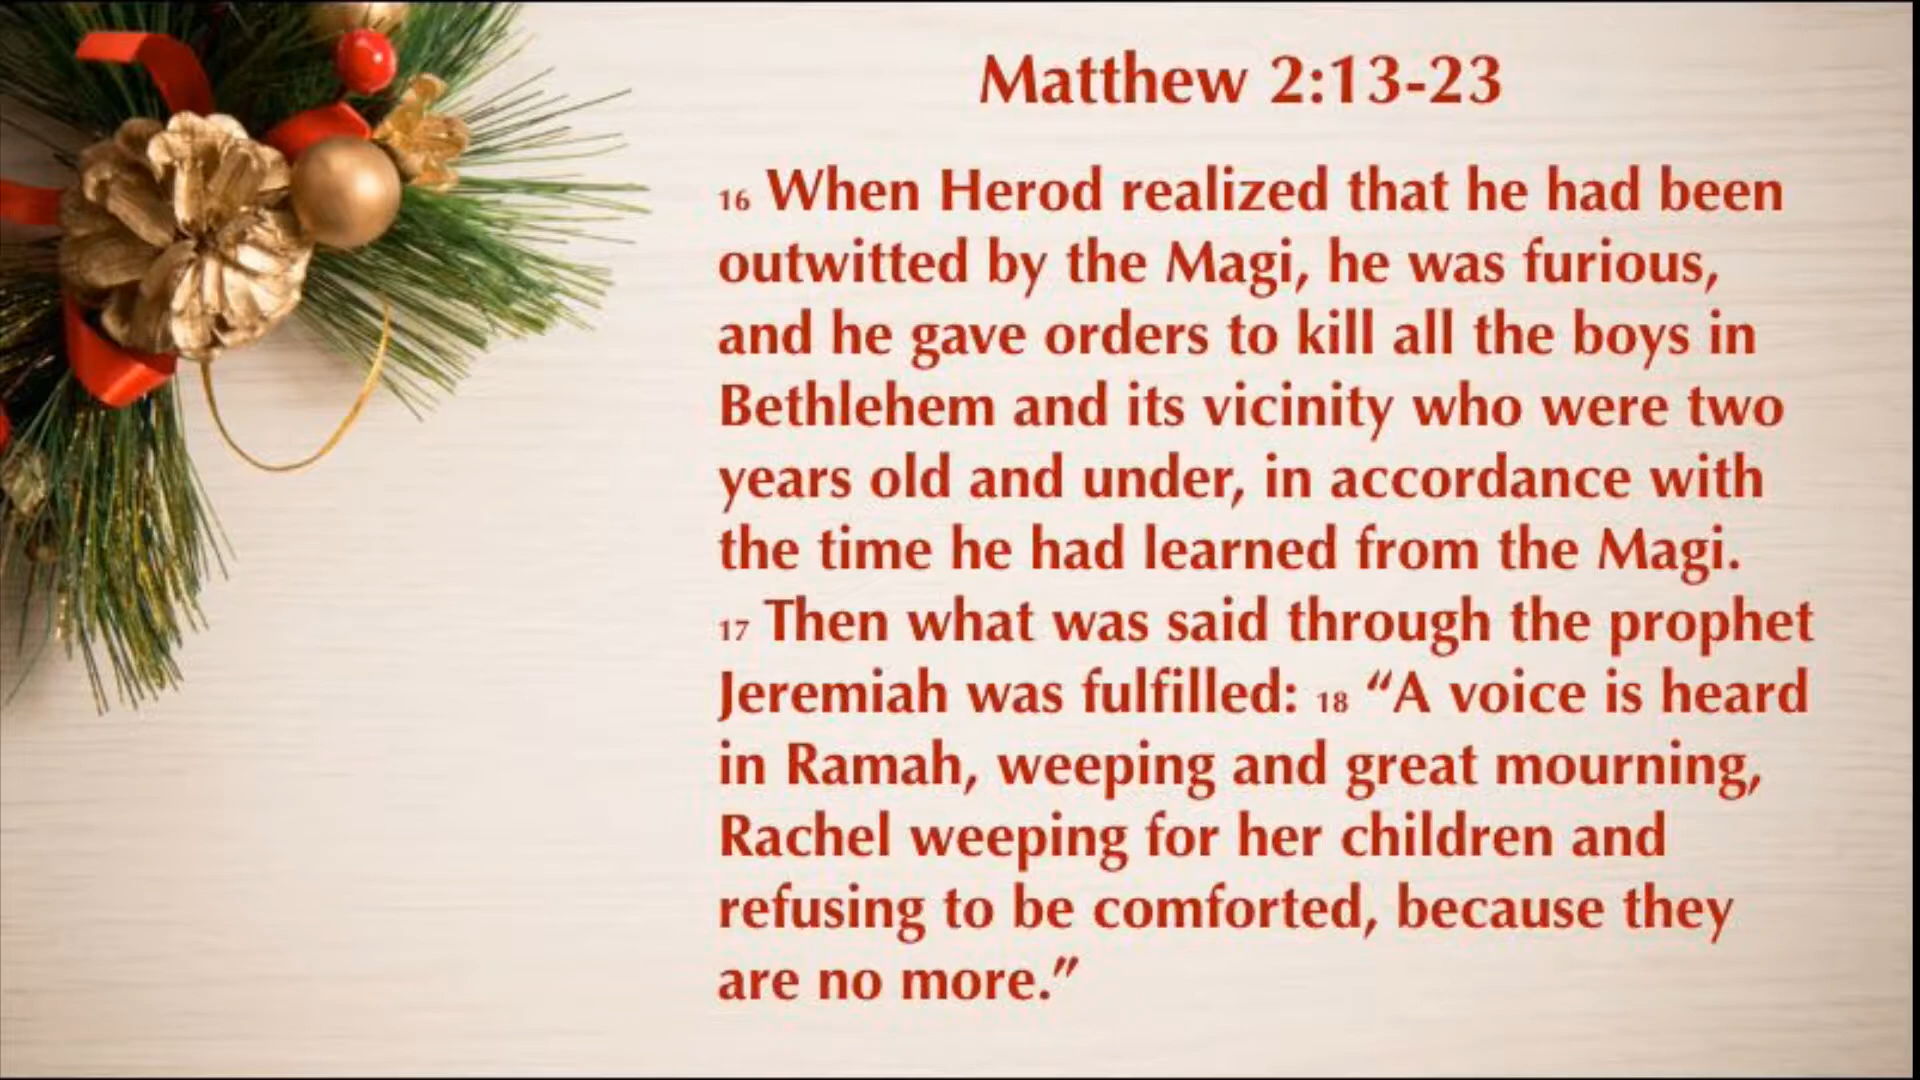 Matthew 2:13-23
16 When Herod realized that he had been
outwitted by the Magi, he was furious,
and he gave orders to kill all the boys in
Bethlehem and its vicinity who were two
years old and under, in accordance with
the time he had learned from the Magi.
17 Then what was said through the prophet
Jeremiah was fulfilled: 18 “A voice is heard
in Ramah, weeping and great mourning,
Rachel weeping for her children and
refusing to be comforted, because they
are no more.”